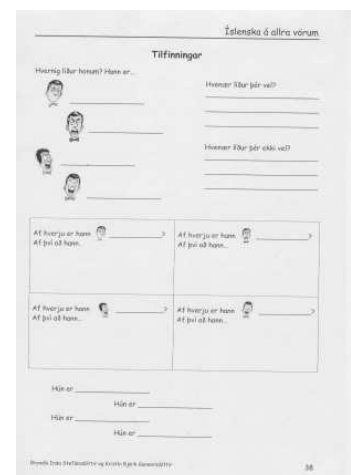 Íslenska á allra vörum
Tilfinningar
Hvernig líður honum? Hann er...
Hvenær líður þér vel?
Hvenær líður þér ekki vel?
Af hverju er hann ?
Af því að hann...
Af hverju er hann ?
Af því að hann...
Af hverju er hann ?
Af því að hann...
Af hverju er hann ?
Af því að hann...
Hún er
Hún er
Hún er
Hún er
og Kristín Björk
38